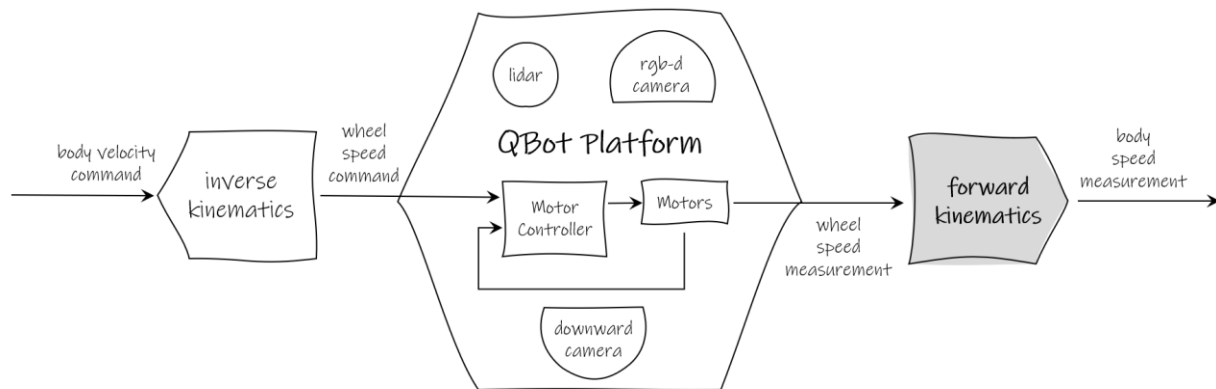 body velocity
command
inverse
kinematics
wheel
speed
command
lidar
rgb-d
camera
QBot Platform
Motor
Controller
Motors
downward
camera
wheel
speed
measurement
forward
kinematics
body
speed
measurement